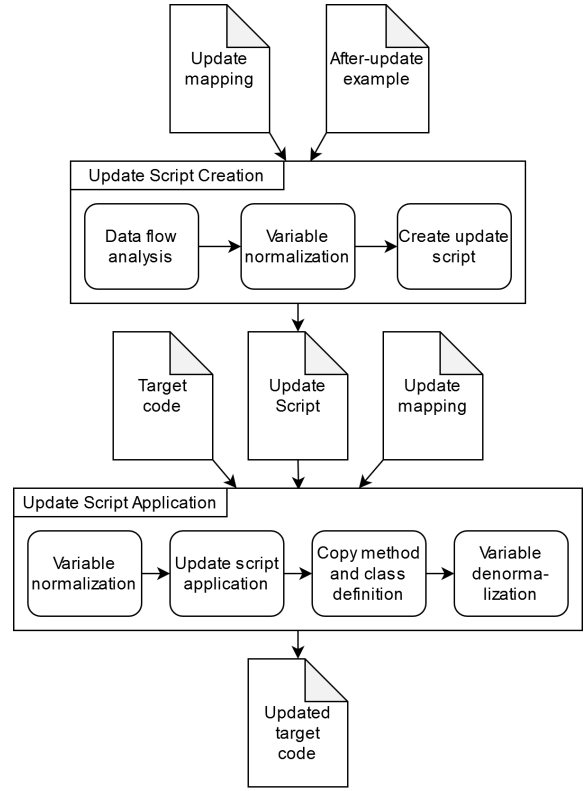 Update
mapping
After-update
example
Update Script Creation
Data flow
analysis
Variable
normalization
Create update
script
Target
code
Update
Script
Update
mapping
Update Script Application
Variable
normalization
Update script
application
Copy method
and class
definition
Variable
denorma-
lization
Updated
target
code